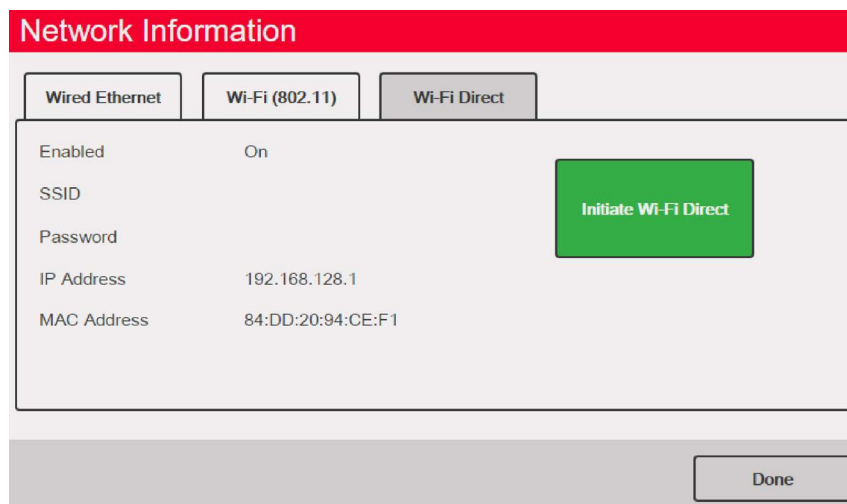 Network Information
Wired Ethernet Wi-Fi (802.11) Wi-Fi Direct
Enabled On
SSID
Initiate Wi-Fi Direct
Password
IP Address 192.168.128.1
MAC Address 84:DD:20:94:CE:F1
Done